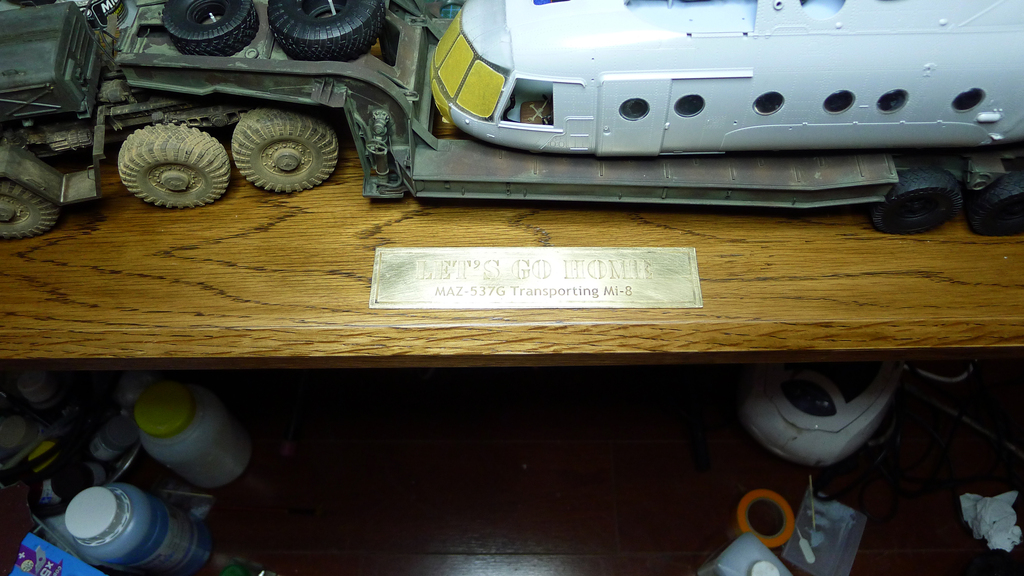 LET'S GO HOME
MAZ-537G Transporting Mi-8